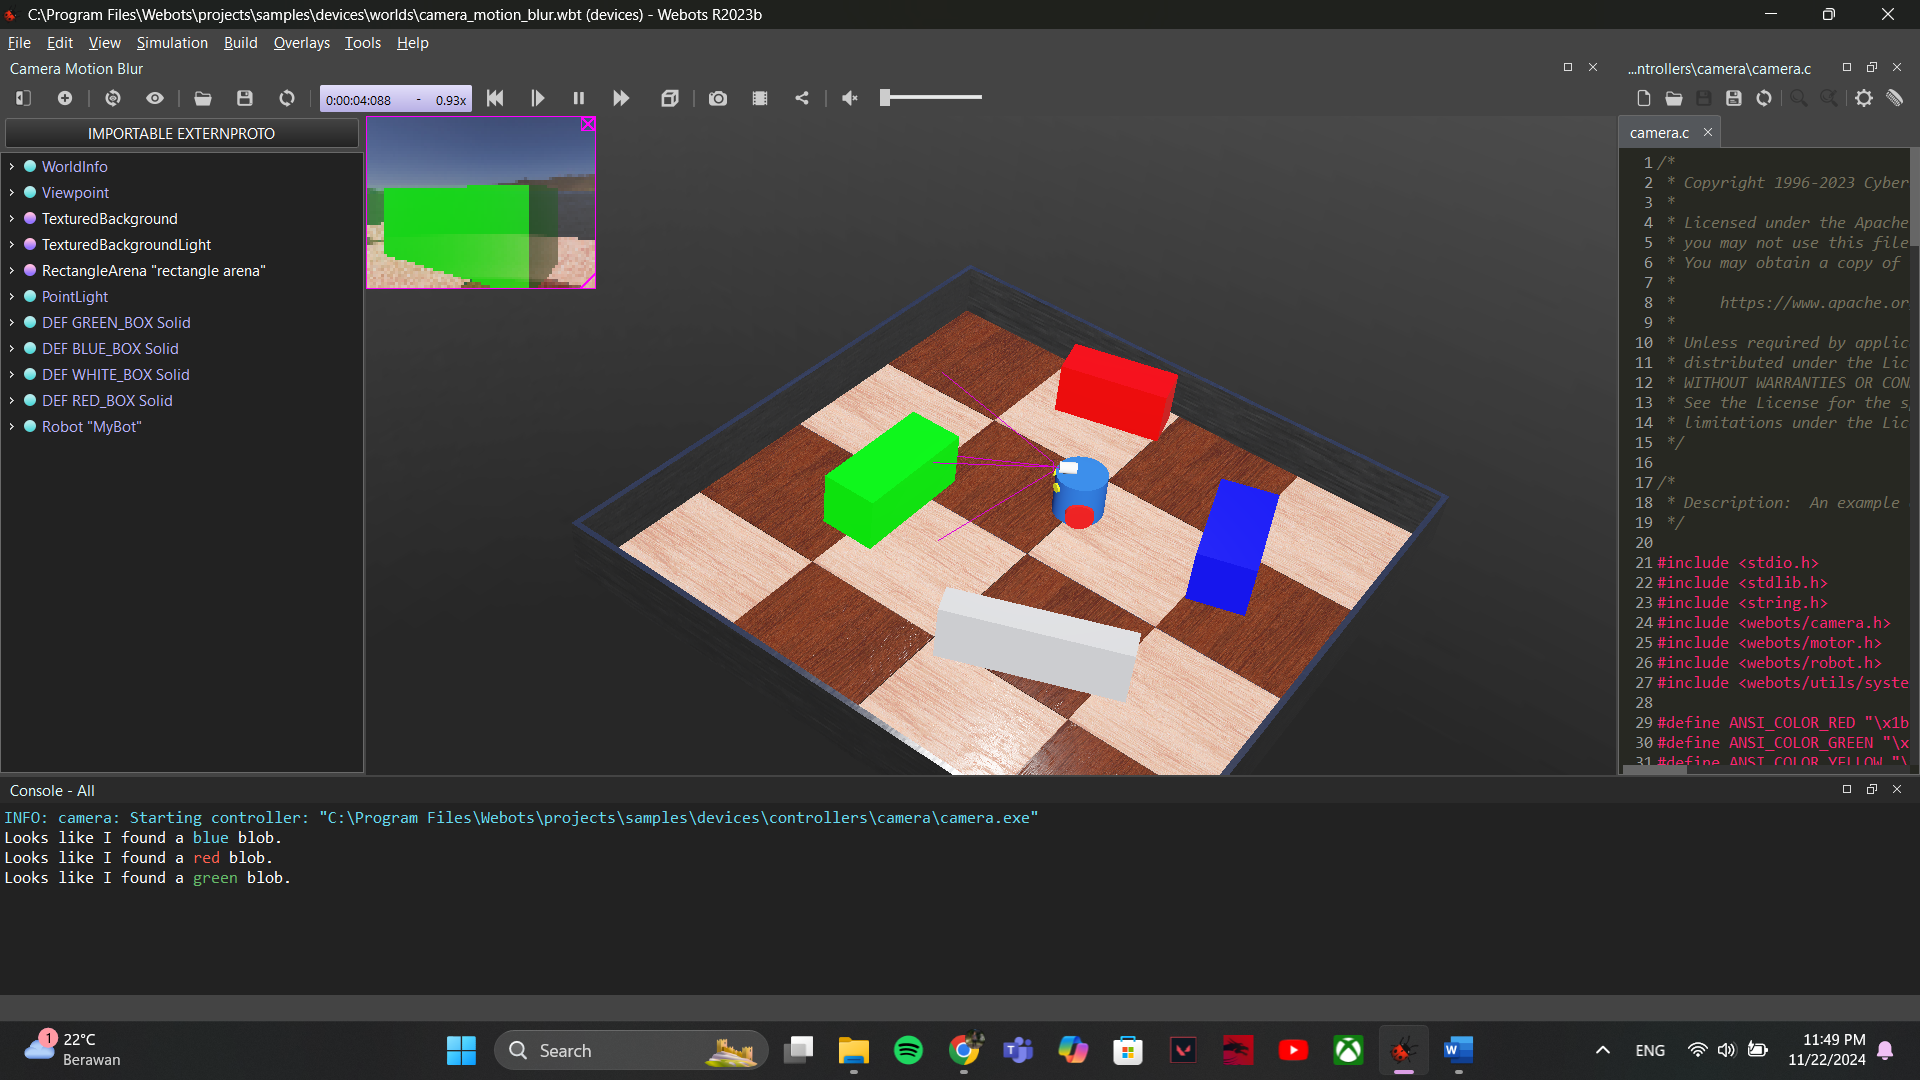 C:\Program Files\Webots\projects\samples\devices\worlds\camera_motion_blur.wbt (devices) - Webots R2023b
File Edit View Simulation Build Overlays Tools Help
Camera Motion Blur
...ntrollers\camera\camera.c
0:00:04:088 - 0.93x
IMPORTABLE EXTERNPROTO
WorldInfo
Viewpoint
TexturedBackground
TexturedBackgroundLight
RectangleArena "rectangle arena"
PointLight
DEF GREEN_BOX Solid
DEF BLUE_BOX Solid
DEF WHITE_BOX Solid
DEF RED_BOX Solid
Robot "MyBot"
camera.c
1 /*
2 * Copyright 1996-2023 Cyber
3 *
4 * Licensed under the Apache
5 * you may not use this file
6 * You may obtain a copy of
7 *
8 * https://www.apache.or
9 *
10 * Unless required by applic
11 * distributed under the Lic
12 * WITHOUT WARRANTIES OR CON
13 * See the License for the s
14 * limitations under the Lic
15 */
16
17 /*
18 * Description: An example
19 */
20
21 #include <stdio.h>
22 #include <stdlib.h>
23 #include <string.h>
24 #include <webots/camera.h>
25 #include <webots/motor.h>
26 #include <webots/robot.h>
27 #include <webots/utils/syste
28
29 #define ANSI_COLOR_RED "\x1b
30 #define ANSI_COLOR_GREEN "\x
31 #define ANSI_COLOR_YELLOW "\
Console - All
INFO: camera: Starting controller: "C:\Program Files\Webots\projects\samples\devices\controllers\camera\camera.exe"
Looks like I found a blue blob.
Looks like I found a red blob.
Looks like I found a green blob.
1
22°C
Berawan
Search
ENG
11:49 PM
11/22/2024